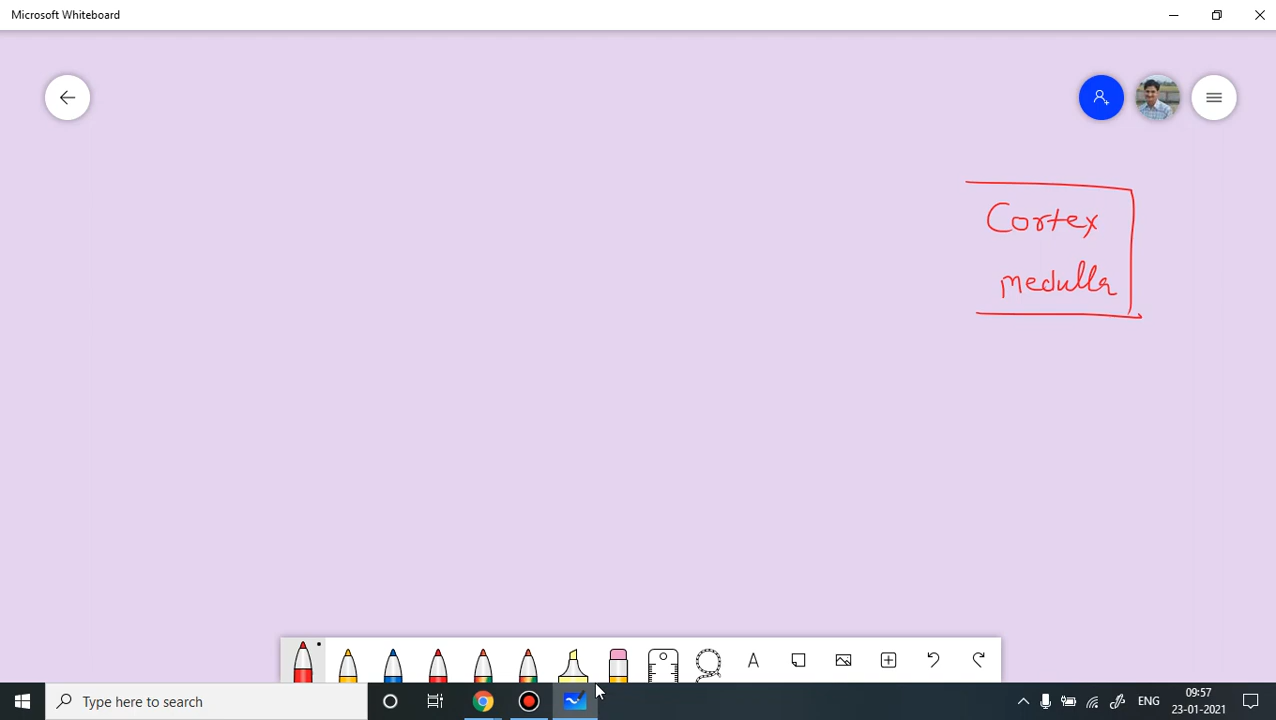 Microsoft Whiteboard
Cortex
medulla
A
Type here to search
ENG
09:57
23-01-2021